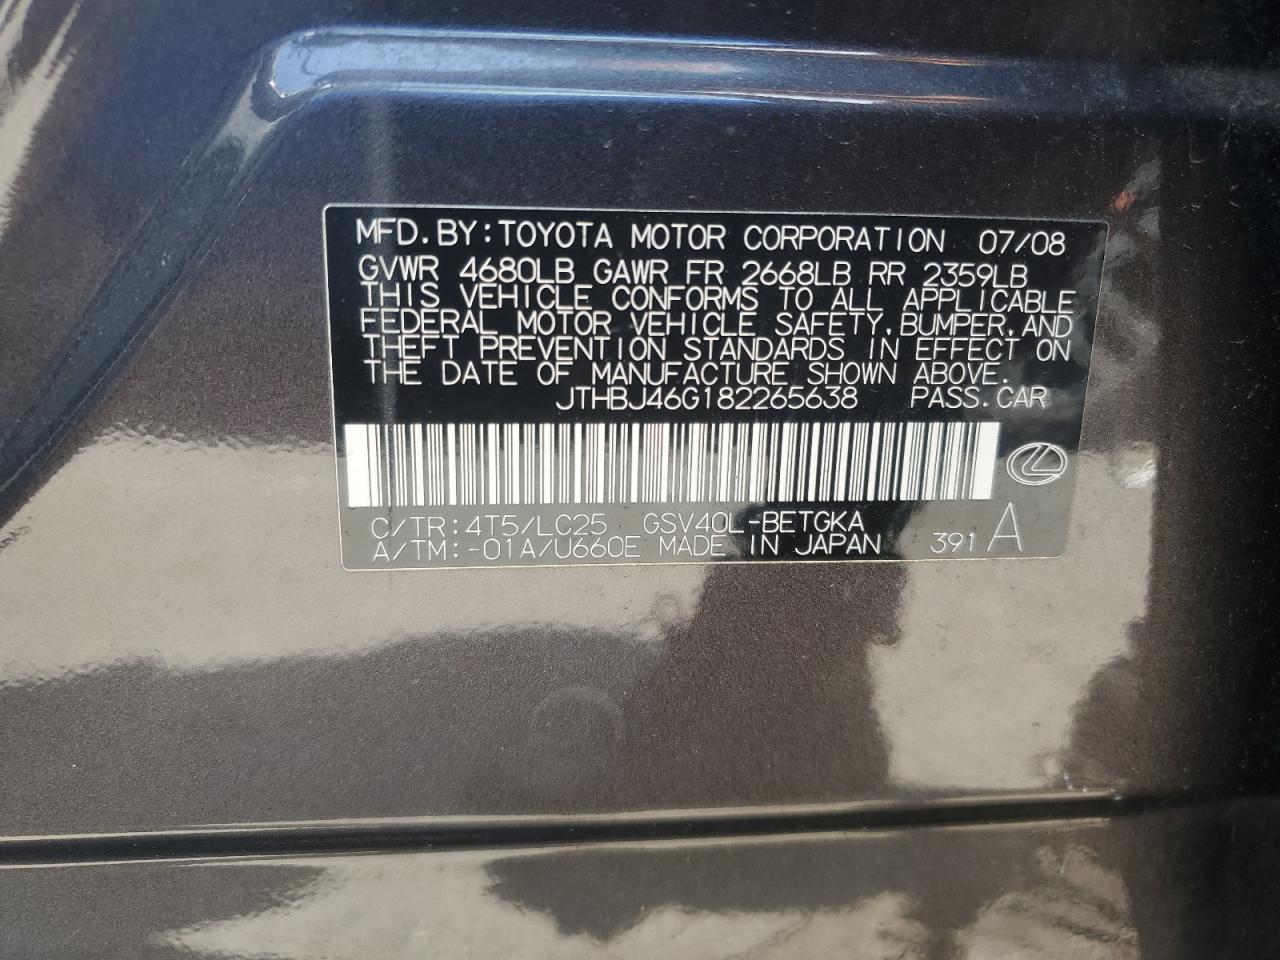 MFD.BY:TOYOTA MOTOR CORPORATION 07/08
GVWR 4680LB GAWR FR 2668LB RR 2359LB
THIS VEHICLE CONFORMS TO ALL APPLICABLE
FEDERAL MOTOR VEHICLE SAFETY,BUMPER,AND
THEFT PREVENTION STANDARDS IN EFFECT ON
THE DATE OF MANUFACTURE SHOWN ABOVE.
JTHBJ46G182265638 PASS.CAR
C/TR:4T5/LC25 GSV40L-BETGKA
A/TM:-01A/U660E MADE IN JAPAN 391 A